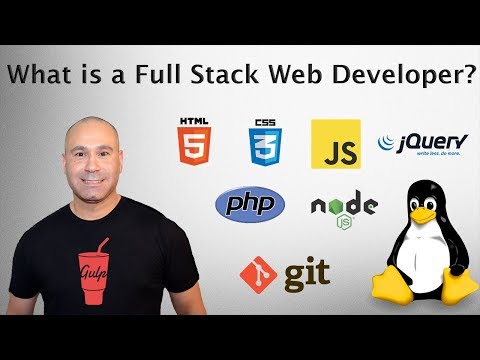 What is a Full Stack Web Developer?
HTML
5
CSS
3
JS
jQuery
write less, do more.
php
node
JS
git
Gulp